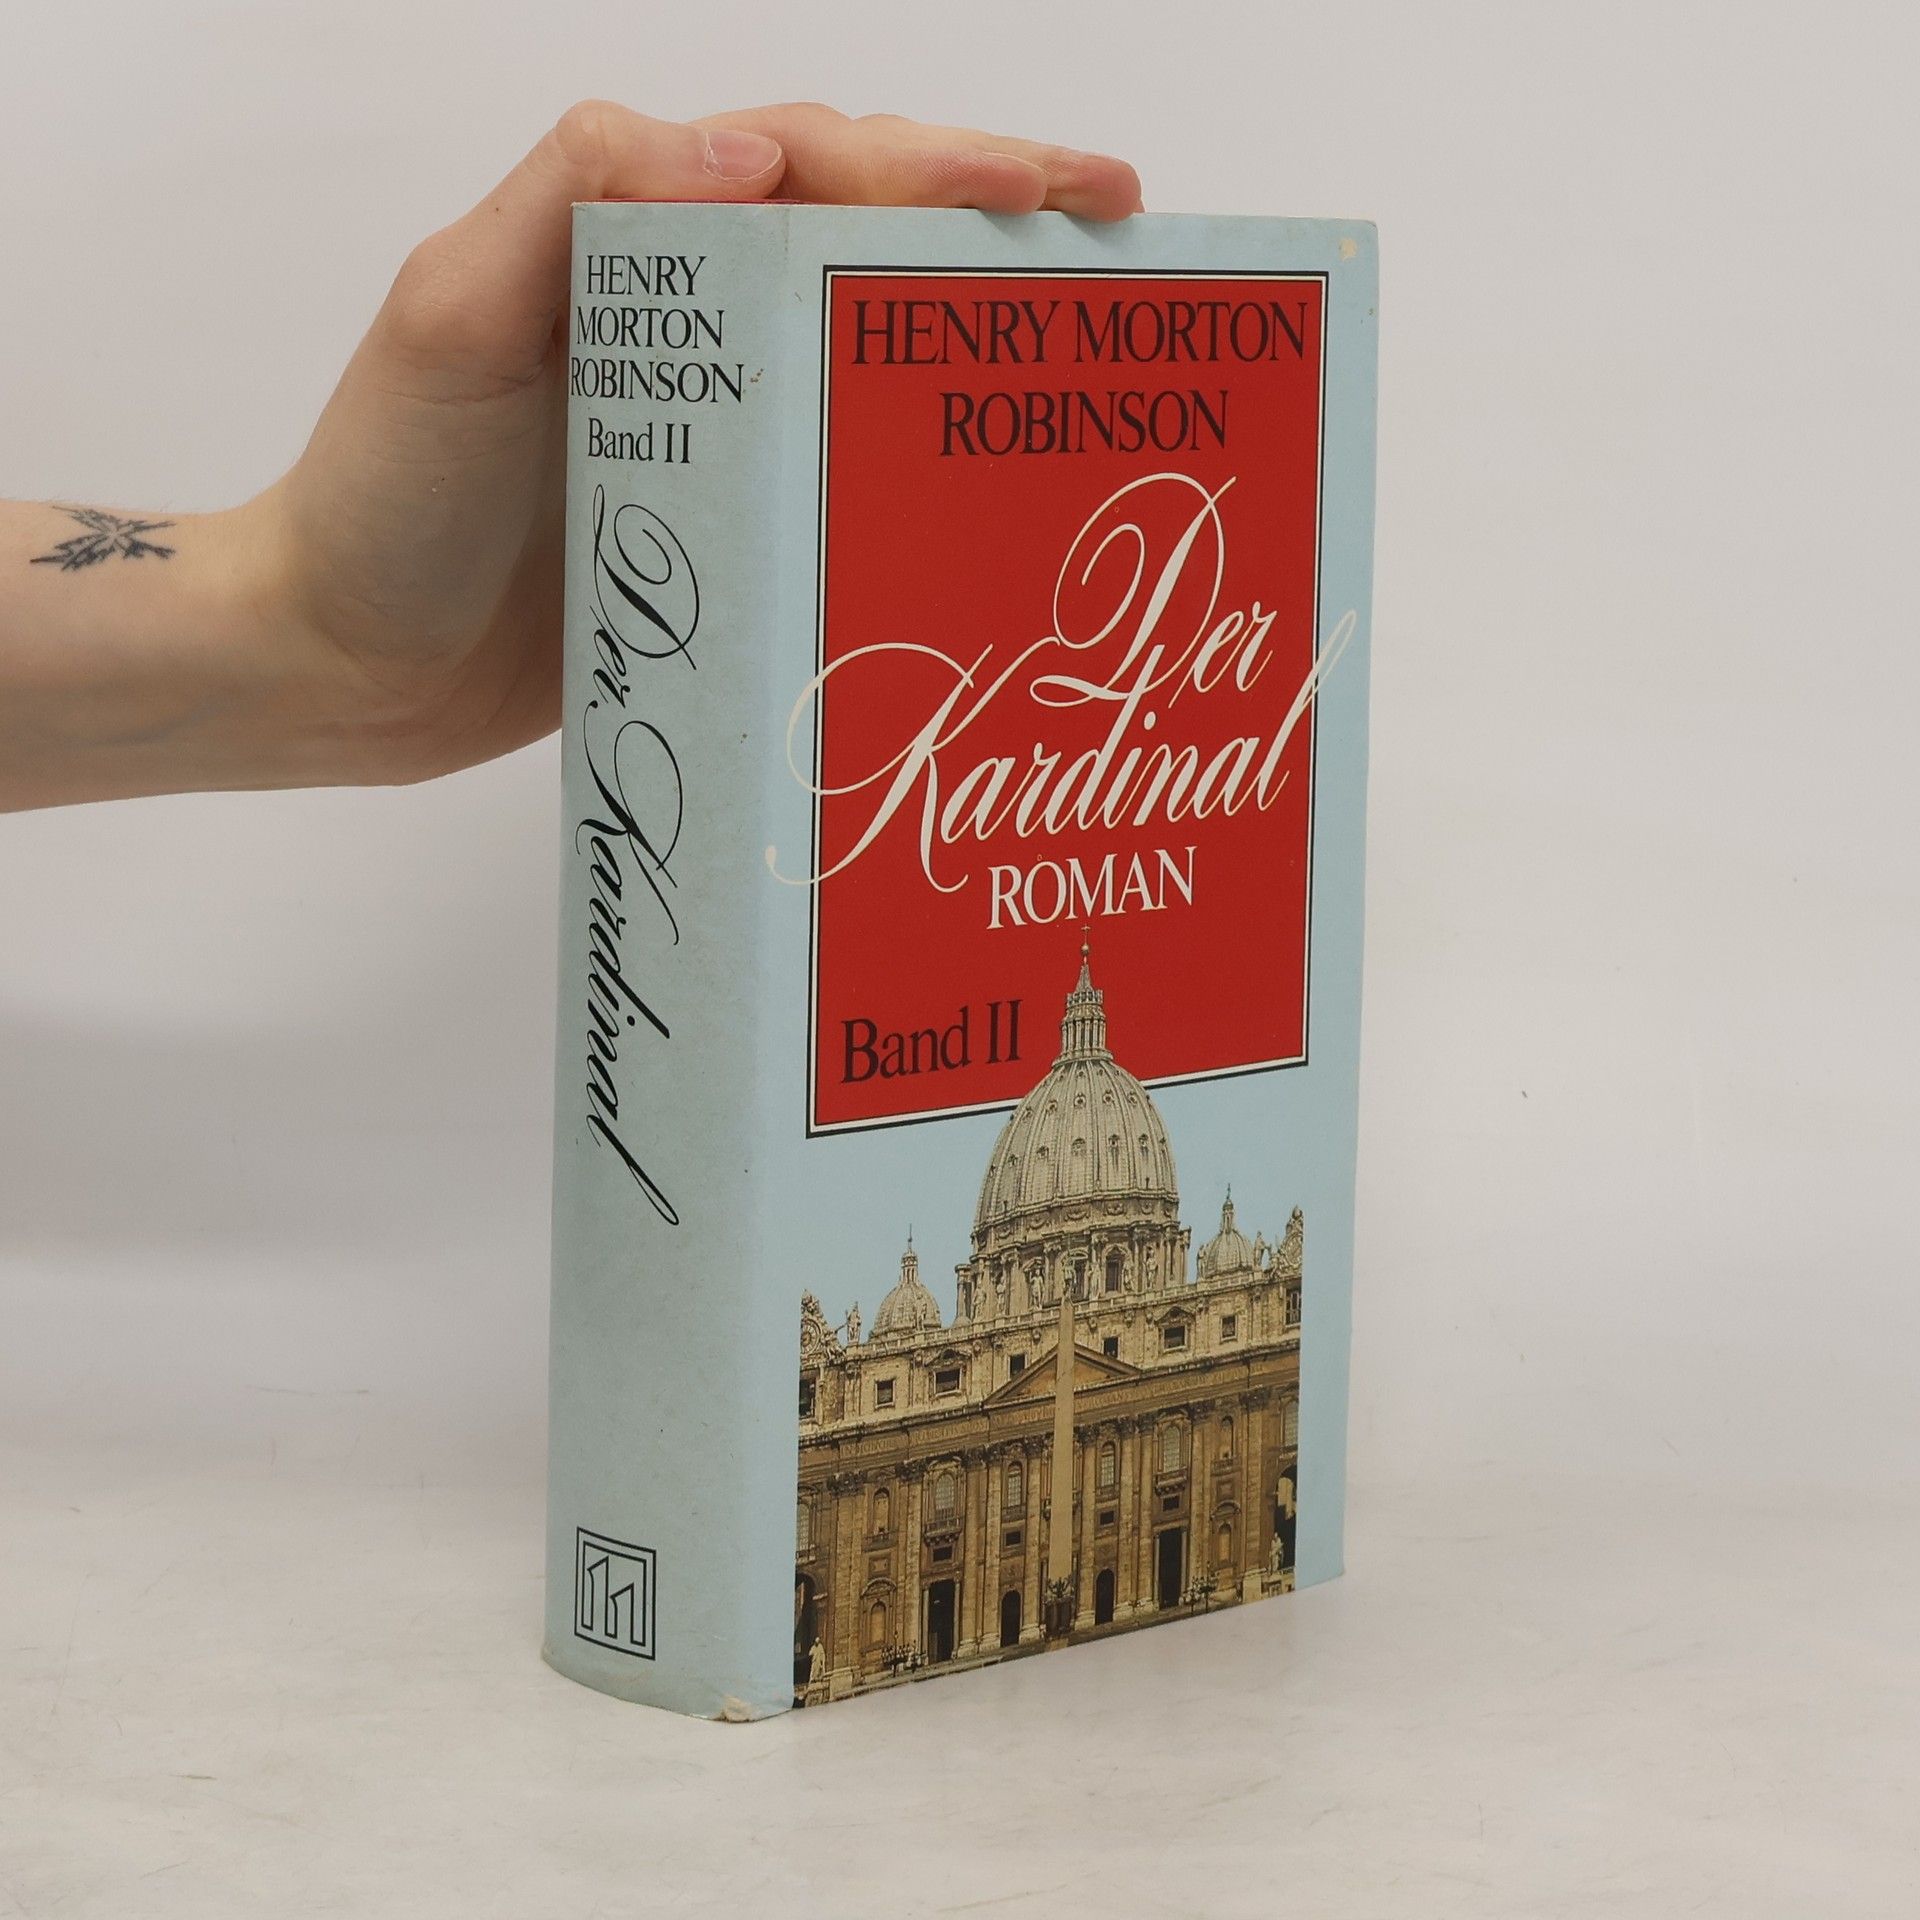 HENRY
MORTON
ROBINSON
Band II
Der Kardinal
HENRY MORTON
ROBINSON
Der
Kardinal
ROMAN
Band II